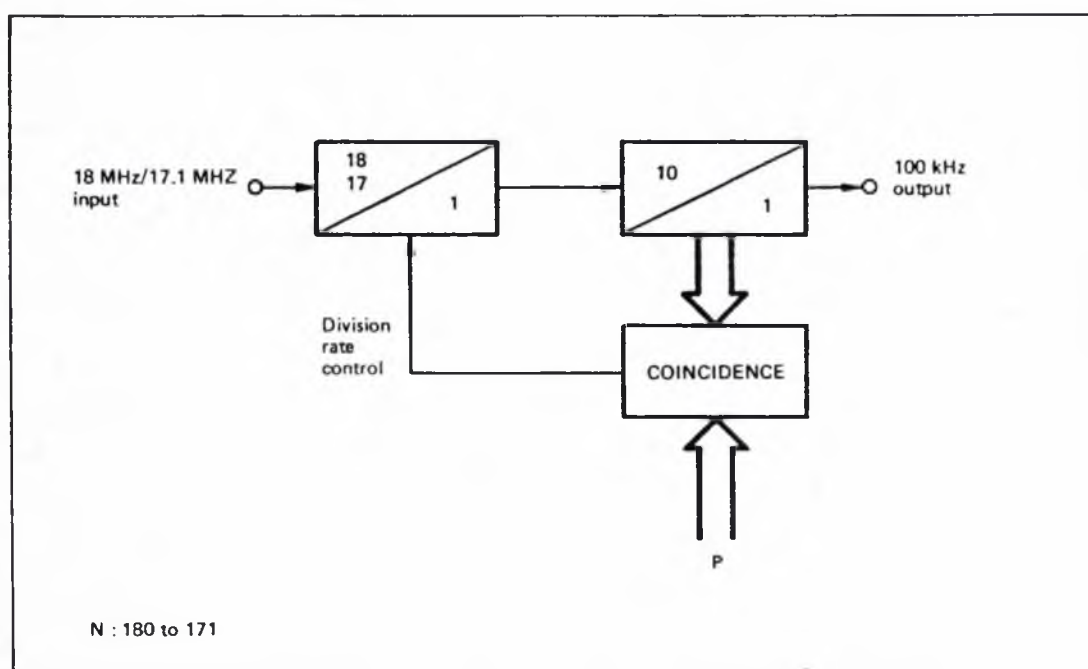 18 MHz/17.1 MHZ
input
18
17
1
10
1
100 kHz
output
Division
rate
control
COINCIDENCE
P
N : 180 to 171